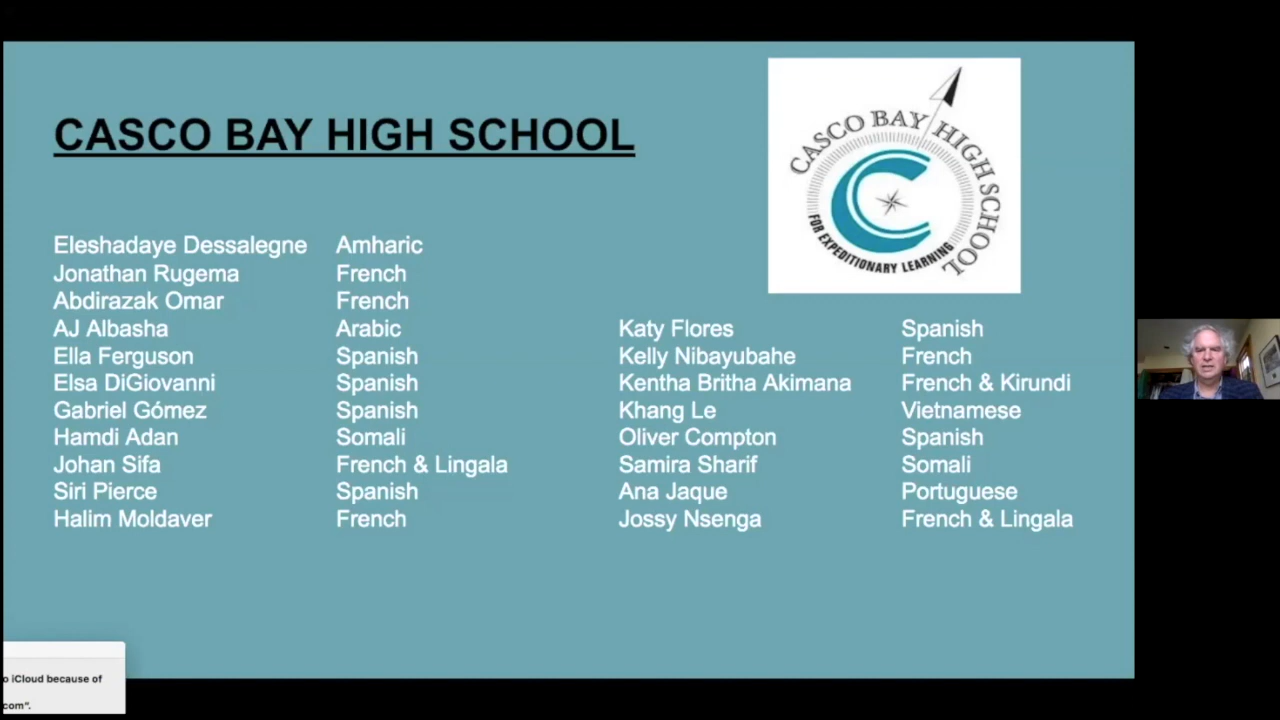 CASCO BAY HIGH SCHOOL
CASCO BAY HIGH SCHOOL
FOR EXPEDITIONARY LEARNING
Eleshadaye Dessalegne Amharic
Jonathan Rugema French
Abdirazak Omar French
AJ Albasha Arabic
Ella Ferguson Spanish
Elsa DiGiovanni Spanish
Gabriel Gómez Spanish
Hamdi Adan Somali
Johan Sifa French & Lingala
Siri Pierce Spanish
Halim Moldaver French
Katy Flores Spanish
Kelly Nibayubahe French
Kentha Britha Akimana French & Kirundi
Khang Le Vietnamese
Oliver Compton Spanish
Samira Sharif Somali
Ana Jaque Portuguese
Jossy Nsenga French & Lingala
o iCloud because of
com".